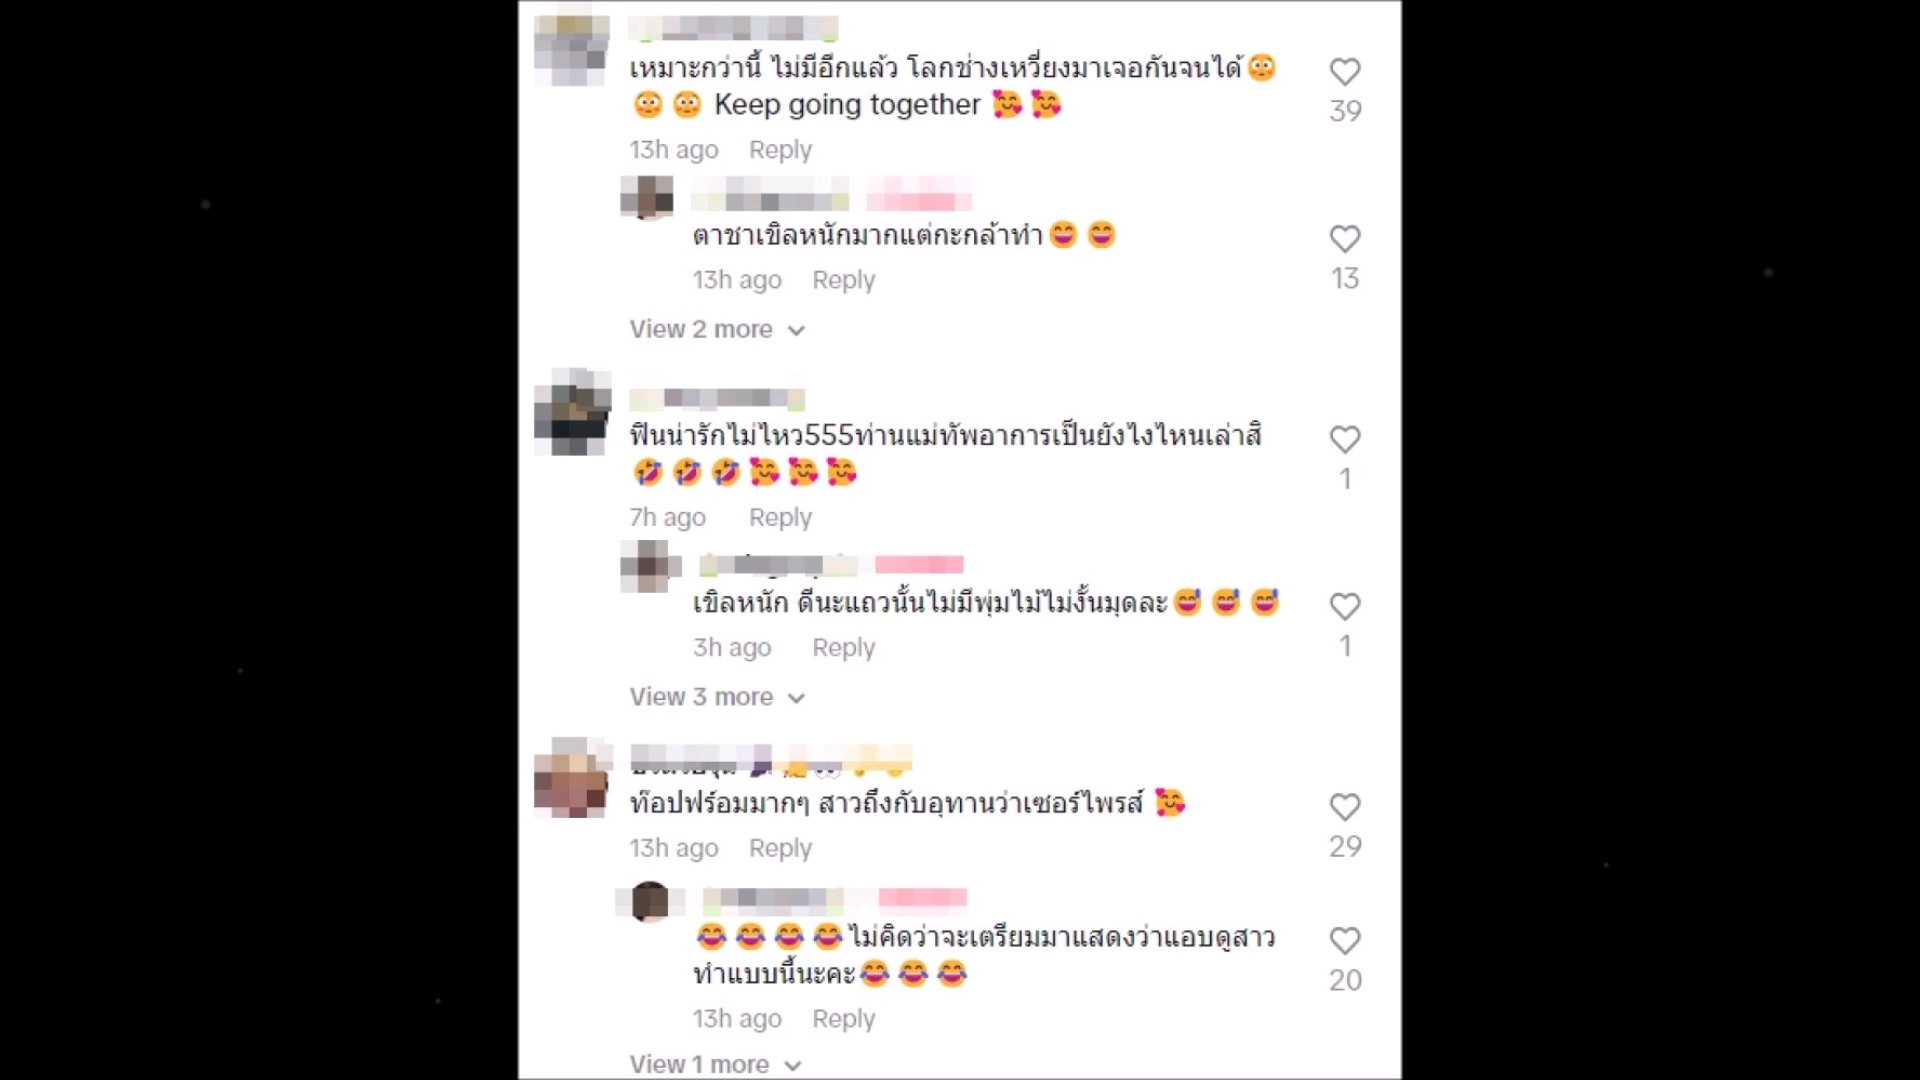 เหมาะกว่านี้ ไม่มีอีกแล้ว โลกช่างเหวี่ยงมาเจอกันจนได้😳
😳😳 Keep going together 🥰🥰
39
13h ago Reply
ตาชาเขิลหนักมากแต่กะกล้าทำ😄😄
13
13h ago Reply
View 2 more
ฟินน่ารักไม่ไหว555ท่านแม่ทัพอาการเป็นยังไงไหนเล่าสิ
🤣🤣🤣🥰🥰🥰
1
7h ago Reply
เขิลหนัก ดีนะแถวนั้นไม่มีพุ่มไม้ไม่งั้นมุดละ😅😅😅
1
3h ago Reply
View 3 more
ท๊อปฟร์อมมากๆ สาวถึงกับอุทานว่าเซอร์ไพรส์ 🥰
29
13h ago Reply
😂😂😂😂ไม่คิดว่าจะเตรียมมาแสดงว่าแอบดูสาว
ทำแบบนี้นะคะ😂😂😂
20
13h ago Reply
View 1 more